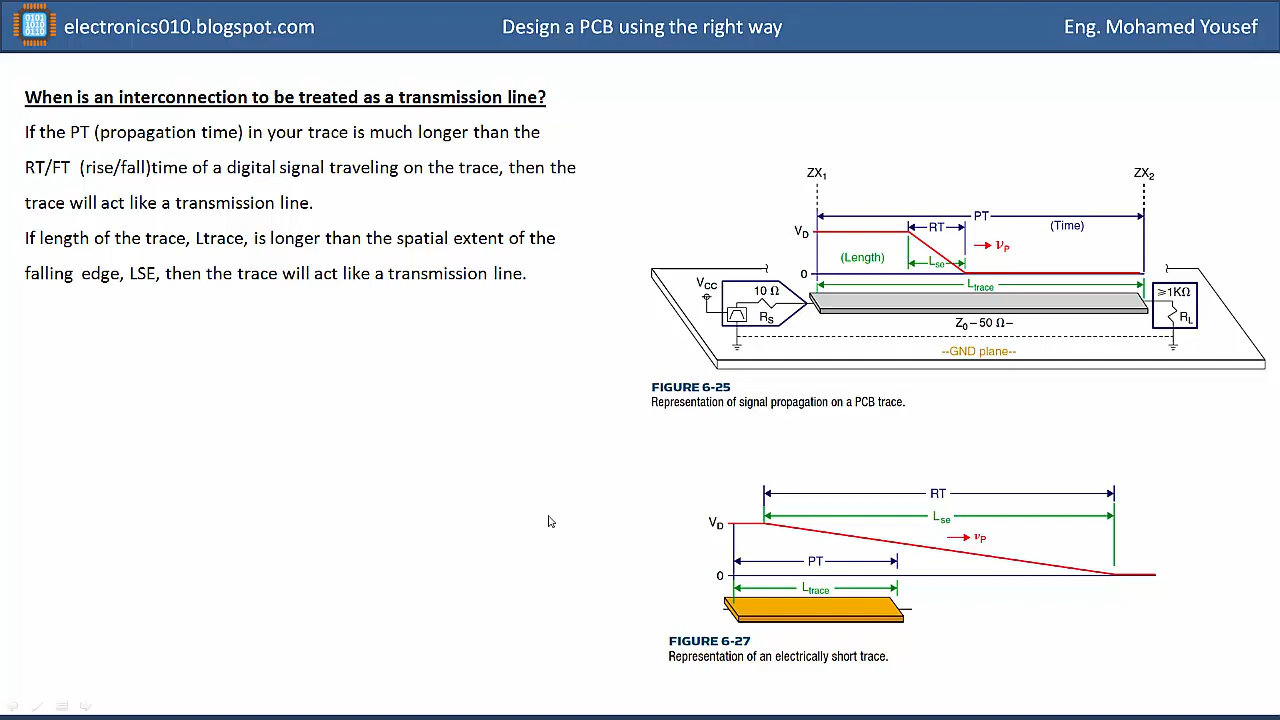 0101
1010
0110
electronics010.blogspot.com
Design a PCB using the right way
Eng. Mohamed Yousef
When is an interconnection to be treated as a transmission line?
If the PT (propagation time) in your trace is much longer than the
RT/FT (rise/fall)time of a digital signal traveling on the trace, then the
trace will act like a transmission line.
If length of the trace, Ltrace, is longer than the spatial extent of the
falling edge, LSE, then the trace will act like a transmission line.
ZX1
ZX2
PT
(Time)
RT
VD
vP
(Length)
Lse
0
Ltrace
VCC
10 Ω
RS
≥1KΩ
RL
Z0–50 Ω–
--GND plane--
FIGURE 6-25
Representation of signal propagation on a PCB trace.
RT
Lse
VD
vP
PT
0
Ltrace
FIGURE 6-27
Representation of an electrically short trace.